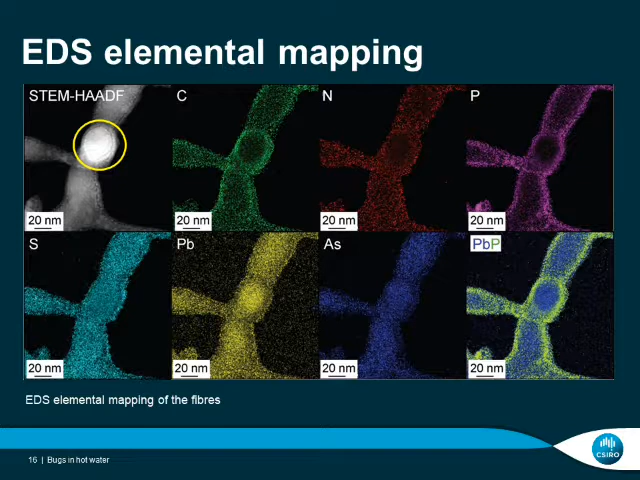 EDS elemental mapping
STEM-HAADF
C
N
P
20 nm
20 nm
20 nm
20 nm
S
Pb
As
PbP
20 nm
20 nm
20 nm
20 nm
EDS elemental mapping of the fibres
16 | Bugs in hot water
CSIRO